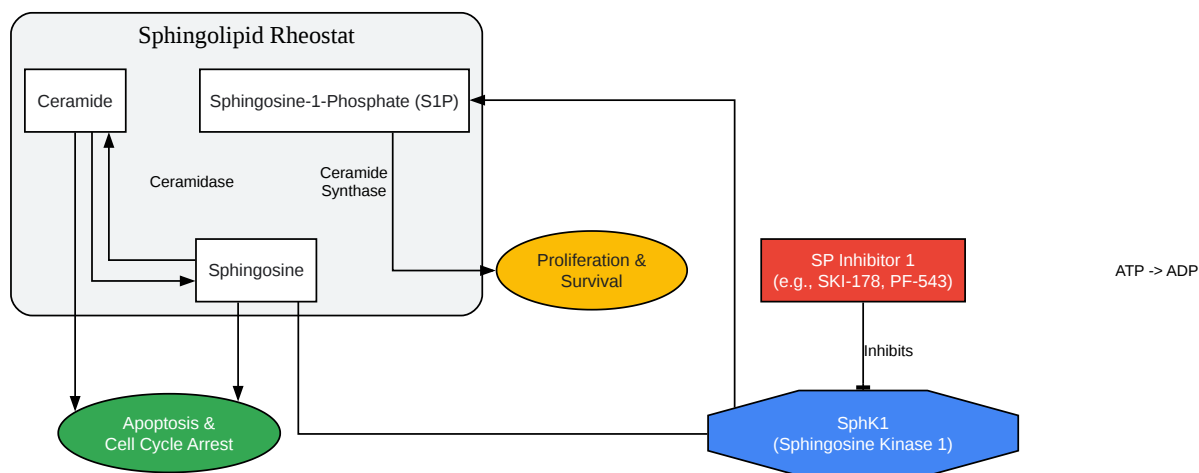 Sphingolipid Rheostat
Ceramide
Sphingosine-1-Phosphate (S1P)
Ceramidase
Ceramide
Synthase
Sphingosine
Proliferation &
Survival
SP Inhibitor 1
(e.g., SKI-178, PF-543)
ATP -> ADP
Inhibits
Apoptosis &
Cell Cycle Arrest
SphK1
(Sphingosine Kinase 1)